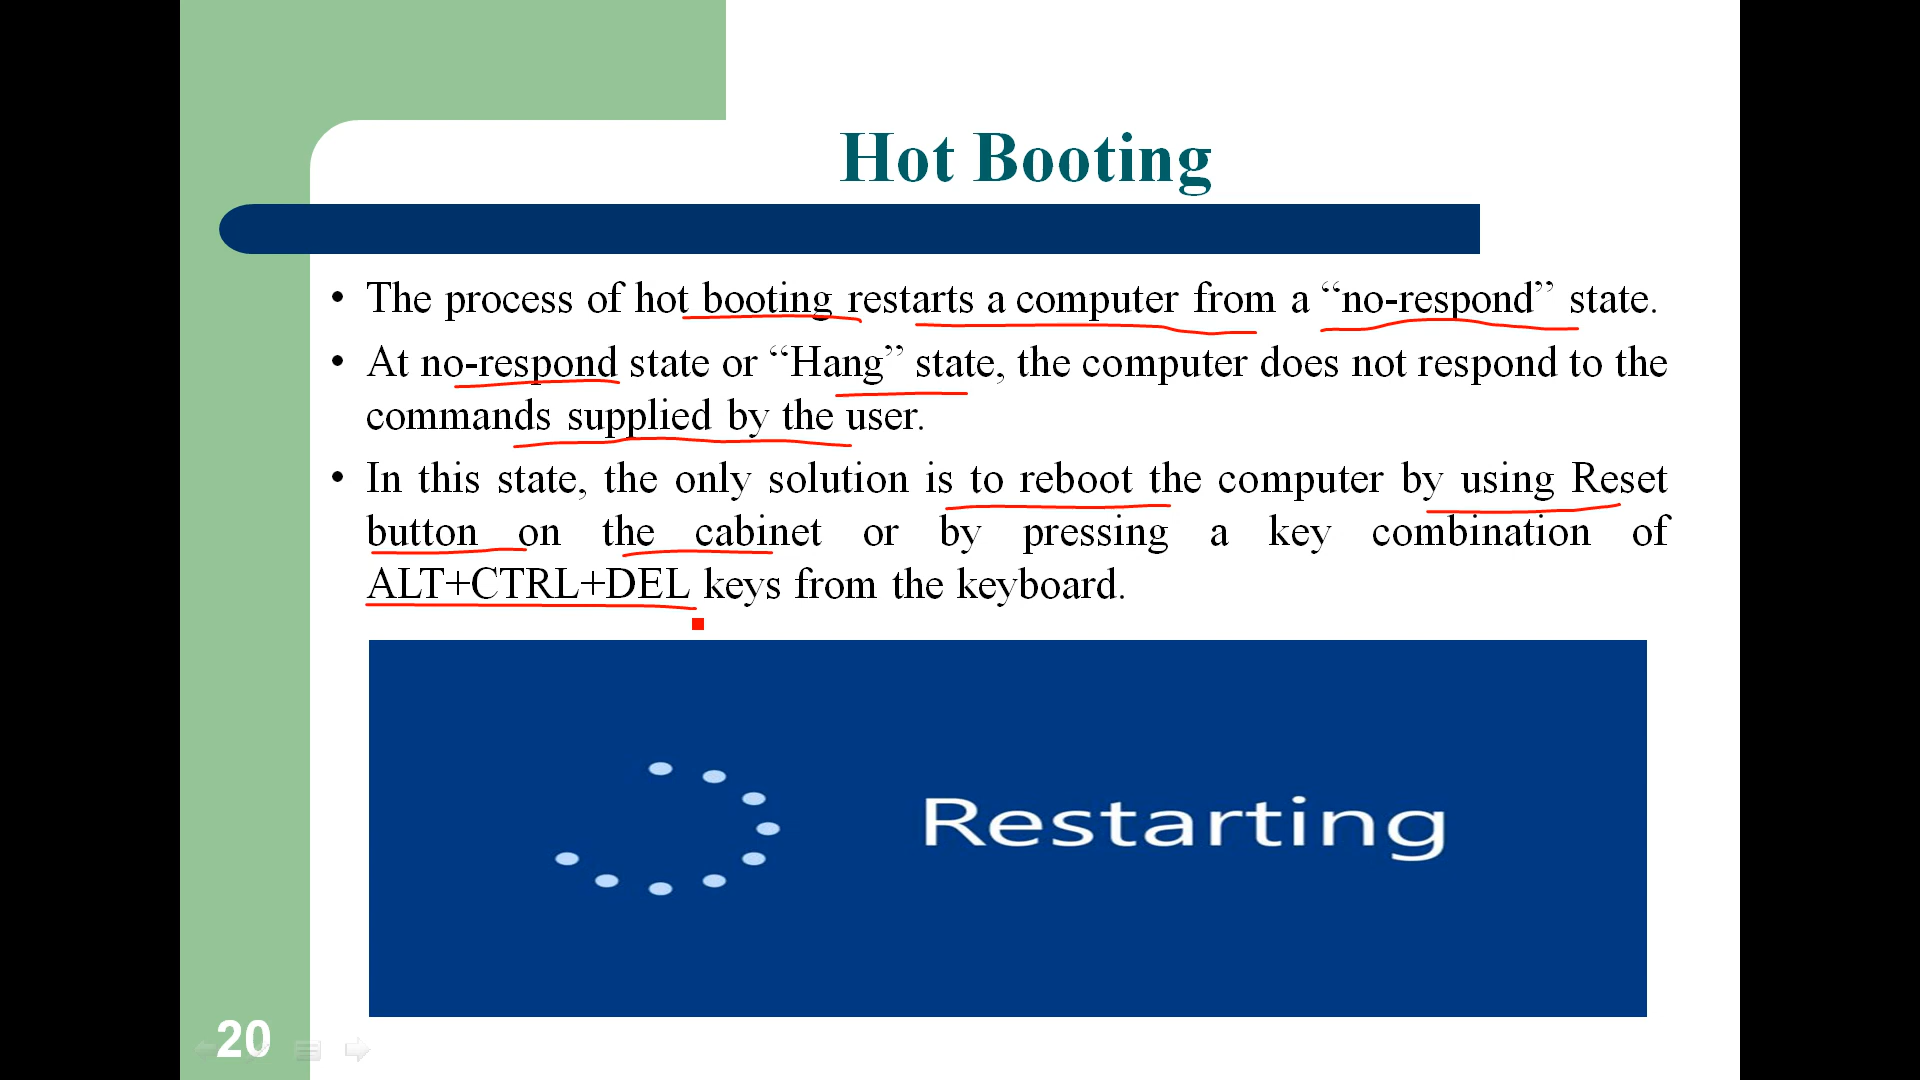 Hot Booting
• The process of hot booting restarts a computer from a “no-respond” state.
• At no-respond state or “Hang” state, the computer does not respond to the
commands supplied by the user.
• In this state, the only solution is to reboot the computer by using Reset
button on the cabinet or by pressing a key combination of
ALT+CTRL+DEL keys from the keyboard.
Restarting
20